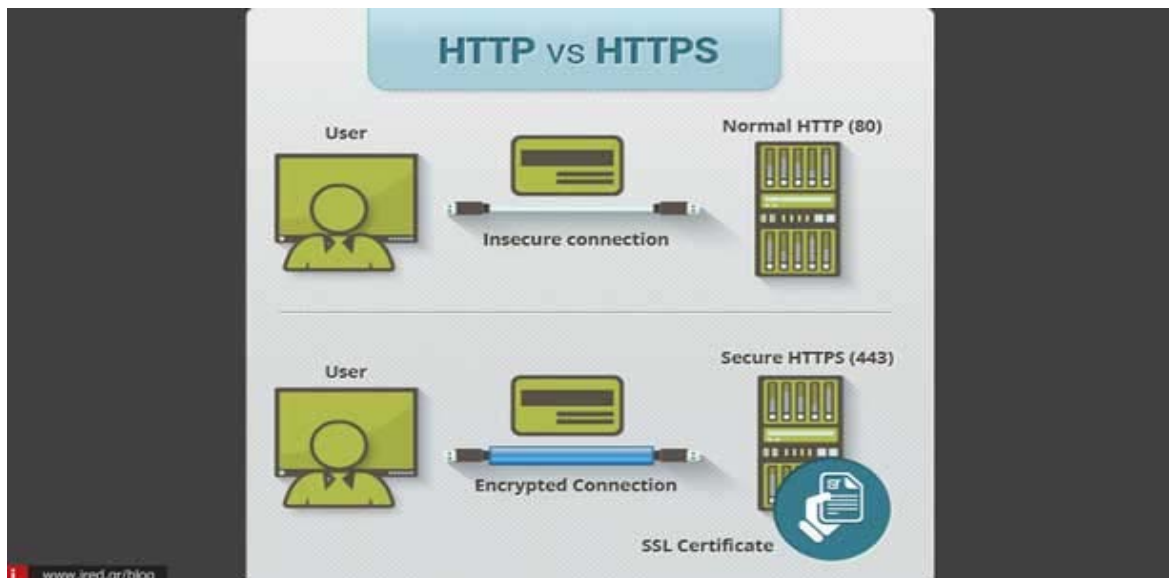 HTTP vs HTTPS
User
Normal HTTP (80)
Insecure connection
User
Secure HTTPS (443)
Encrypted Connection
SSL Certificate
i www.ired.gr/blog